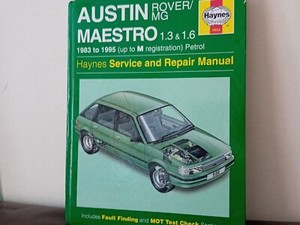 AUSTIN ROVER/
MG
Haynes
MAESTRO 1.3 & 1.6
1983 to 1995 (up to M registration) Petrol
Haynes Service and Repair Manual
Includes Fault Finding and MOT Test Check